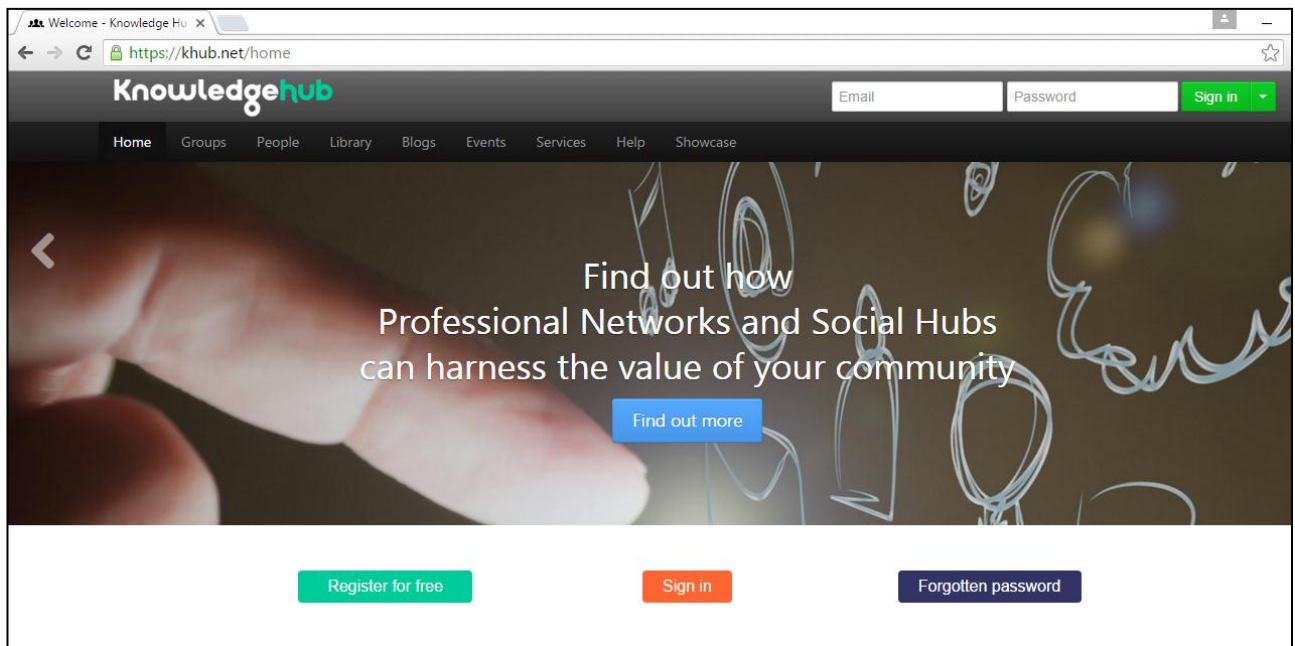 Welcome - Knowledge Hu
https://khub.net/home
Knowledgehub
Email Password Sign in
Home Groups People Library Blogs Events Services Help Showcase
Find out how
Professional Networks and Social Hubs
can harness the value of your community
Find out more
Register for free Sign in Forgotten password